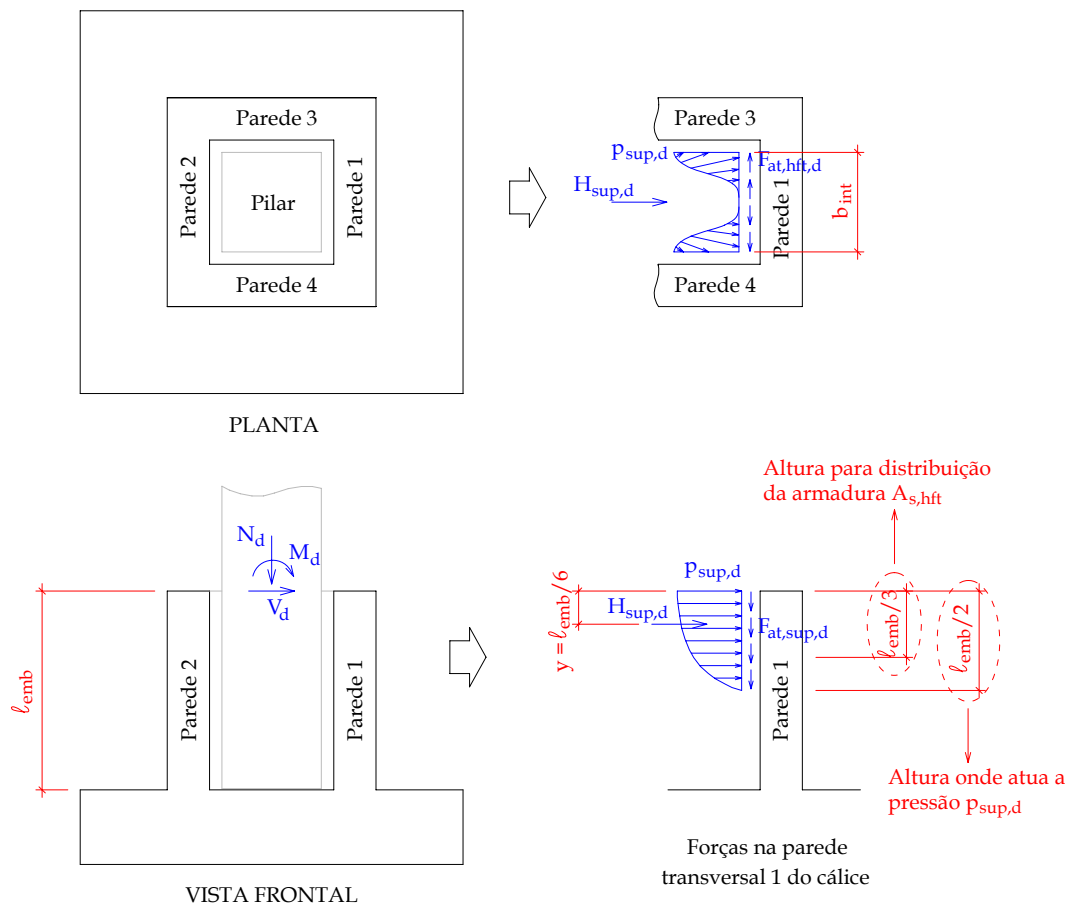 Parede 3
Parede 2
Pilar
Parede 1
Parede 4
PLANTA
Parede 3
p_sup,d
F_at,hft,d
H_sup,d
Parede 1
b_int
Parede 4
N_d
M_d
V_d
ℓ_emb
Parede 2
Parede 1
VISTA FRONTAL
Altura para distribuição
da armadura A_s,hft
p_sup,d
y = ℓ_emb/6
H_sup,d
F_at,sup,d
ℓ_emb/3
ℓ_emb/2
Parede 1
Altura onde atua a
pressão p_sup,d
Forças na parede
transversal 1 do cálice